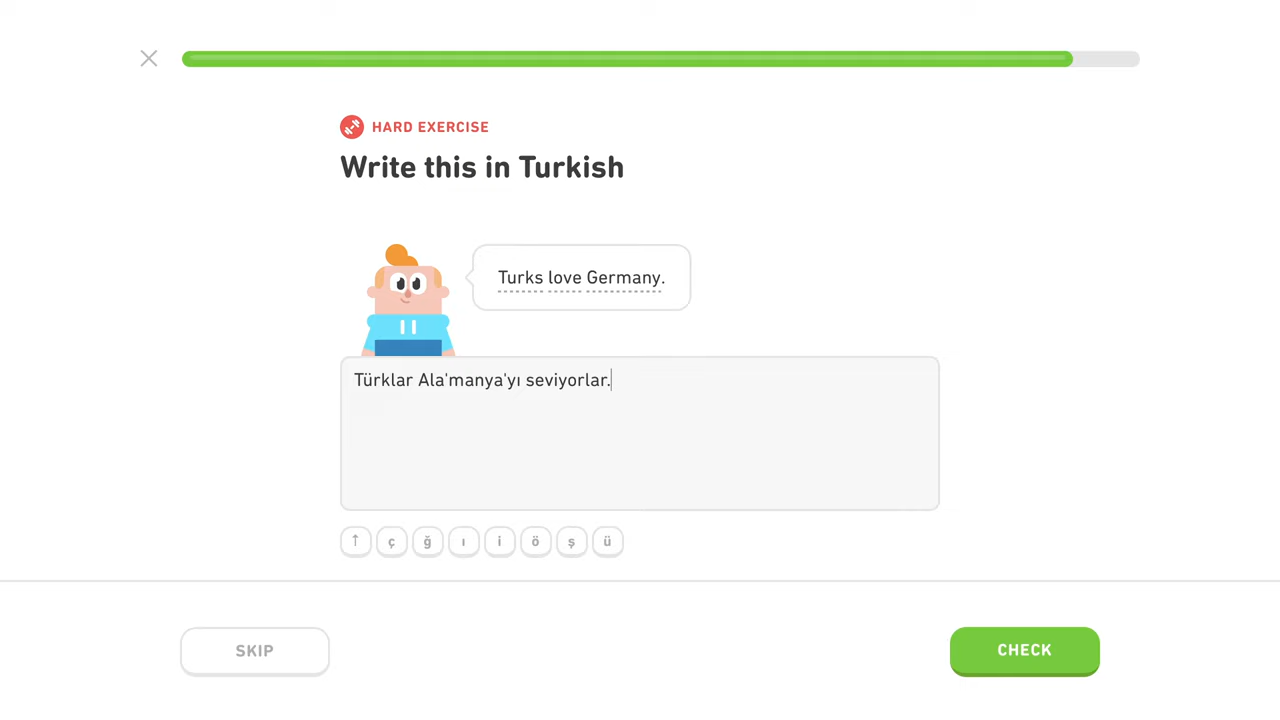 HARD EXERCISE
Write this in Turkish
Turks love Germany.
Türklar Ala'manya'yı seviyorlar.
↑ ç ğ ı i ö ş ü
SKIP
CHECK